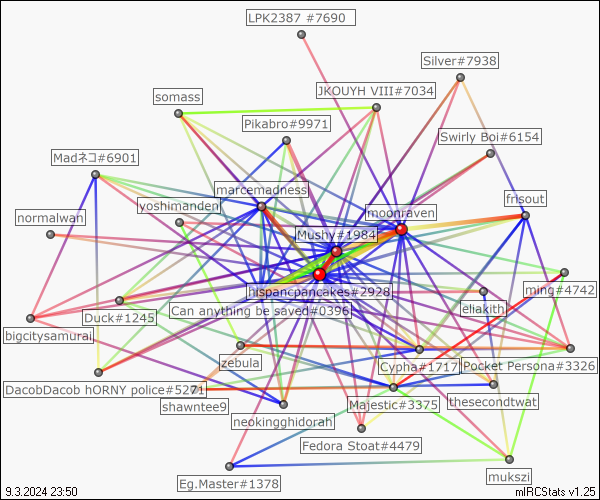 LPK2387 #7690
Silver#7938
JKOUYH VIII#7034
somass
Pikabro#9971
Swirly Boi#6154
Madネコ#6901
marcemadness
yoshimanden
moonraven
frisout
normalwan
Mushy#1984
hispancpancakes#2928
ming#4742
Can anything be saved#0396
eliakith
Duck#1245
bigcitysamurai
zebula
Cypha#1717
Pocket Persona#3326
DacobDacob hORNY police#5271
shawntee9
Majestic#3375
thesecondtwat
neokingghidorah
Fedora Stoat#4479
Eg.Master#1378
mukszi
9.3.2024 23:50
mIRCStats v1.25